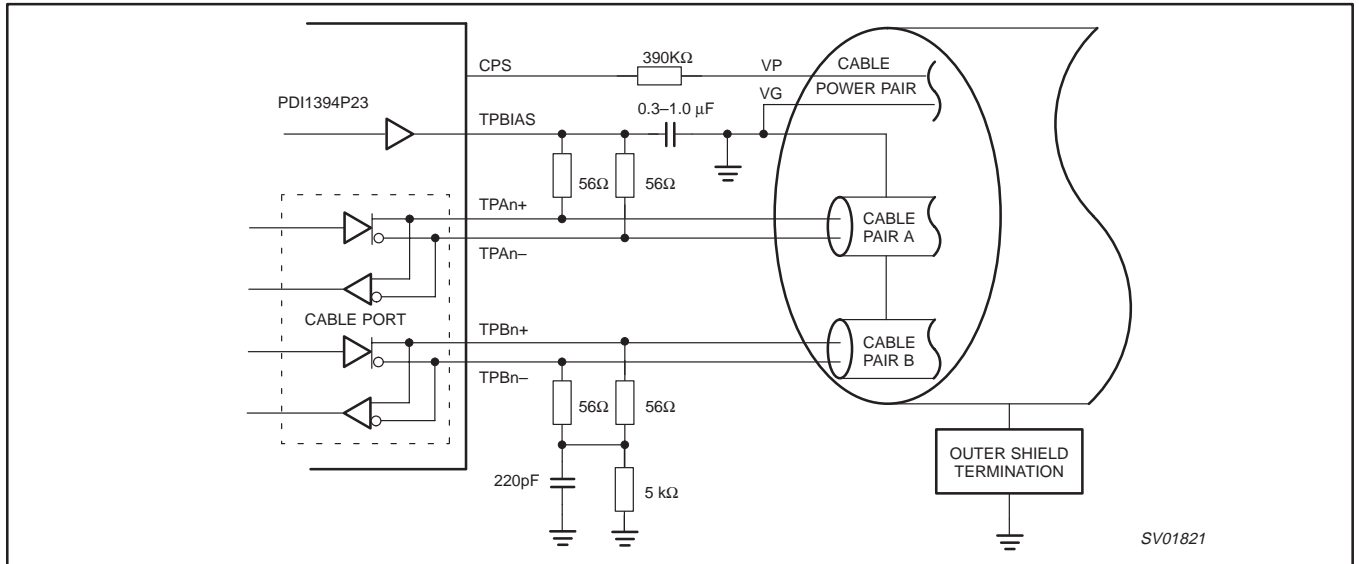 390KΩ
CPS
VP
CABLE
POWER PAIR
VG
PDI1394P23
0.3–1.0 μF
TPBIAS
56Ω
56Ω
TPAn+
CABLE
PAIR A
TPAn–
CABLE PORT
TPBn+
CABLE
PAIR B
TPBn–
56Ω
56Ω
OUTER SHIELD
TERMINATION
220pF
5 kΩ
SV01821